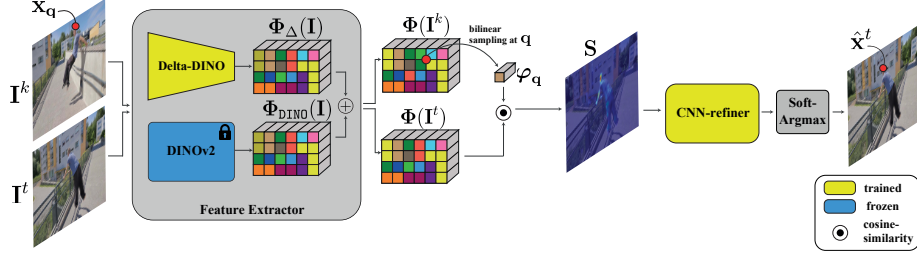 x_q
I^k
I^t
Delta-DINO
DINOv2
Φ_Δ(I)
Φ_DINO(I)
Feature Extractor
Φ(I^k)
Φ(I^t)
bilinear
sampling at q
φ_q
S
CNN-refiner
Soft-
Argmax
x̂^t
trained
frozen
cosine-
similarity